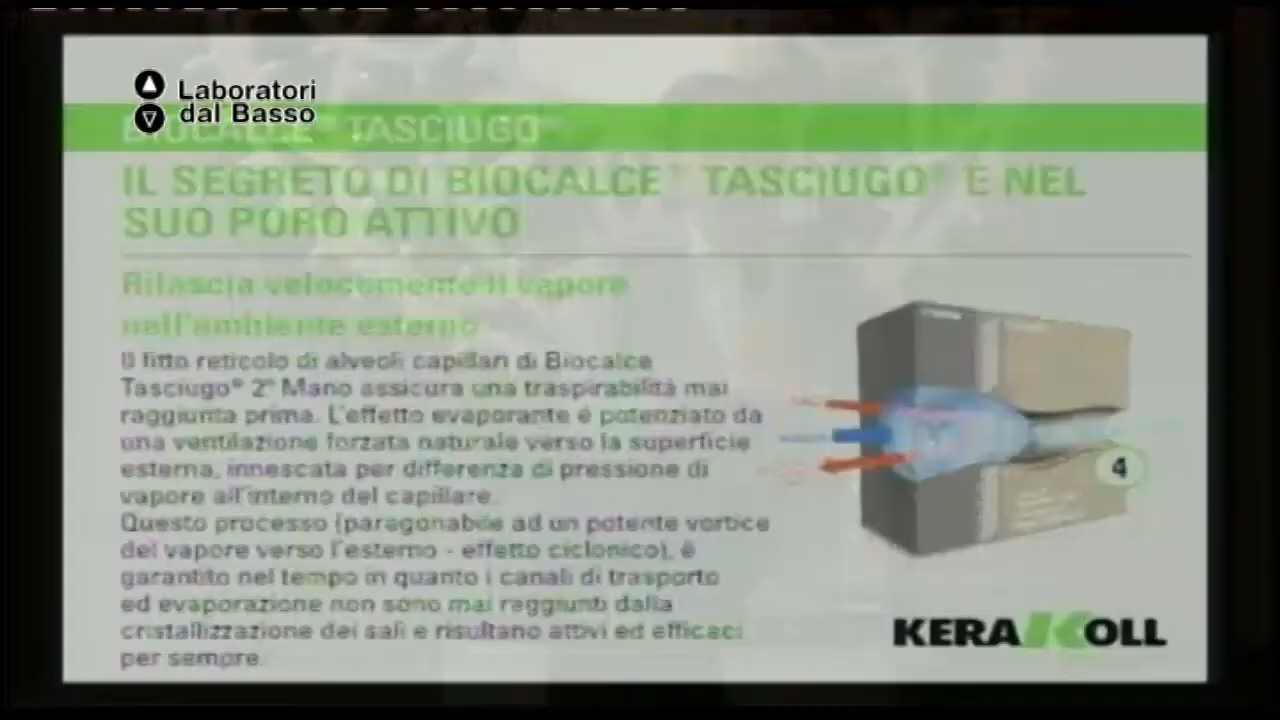 Laboratori
dal Basso
BIOCALCE® TASCIUGO®
IL SEGRETO DI BIOCALCE® TASCIUGO® È NEL
SUO PORO ATTIVO
Rilascia velocemente il vapore
nell'ambiente esterno
Il fitto reticolo di alveoli capillari di Biocalce
Tasciugo® 2ª Mano assicura una traspirabilità mai
raggiunta prima. L'effetto evaporante è potenziato da
una ventilazione forzata naturale verso la superficie
esterna, innescata per differenza di pressione di
vapore all'interno del capillare.
Questo processo (paragonabile ad un potente vortice
del vapore verso l'esterno - effetto ciclonico), è
garantito nel tempo in quanto i canali di trasporto
ed evaporazione non sono mai raggiunti dalla
cristallizzazione dei sali e risultano attivi ed efficaci
per sempre.
4
KERAKOLL